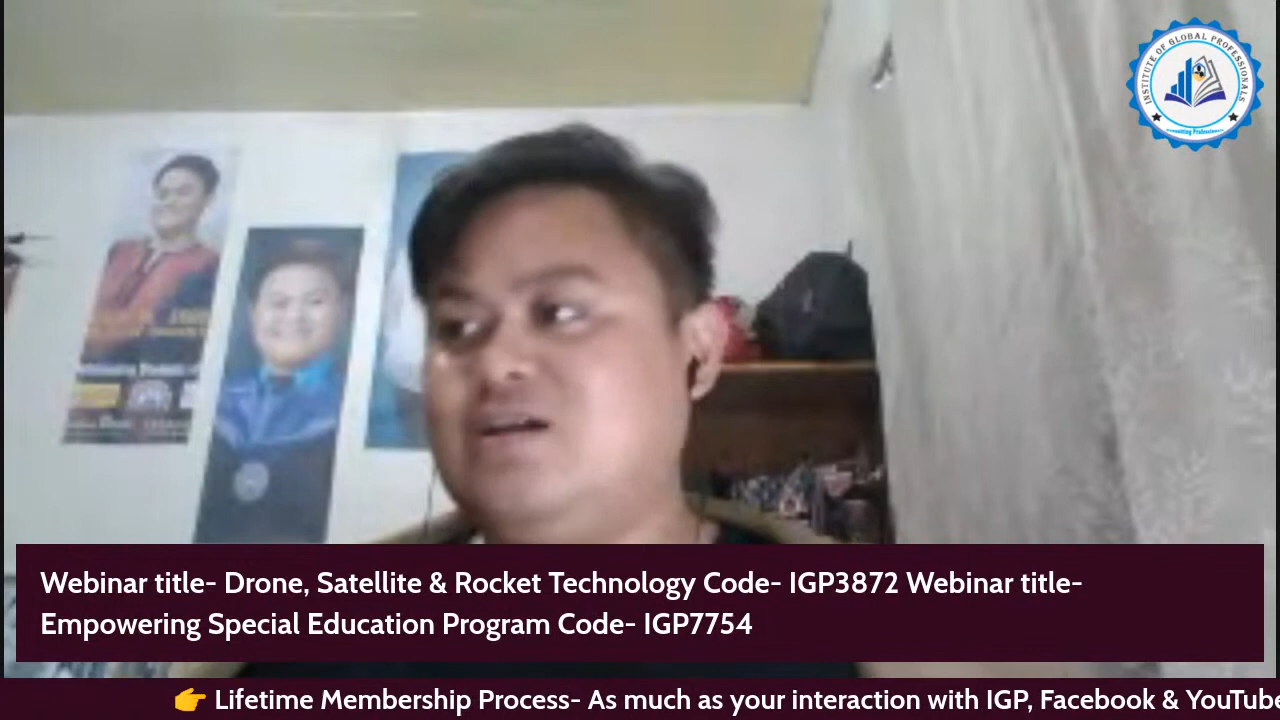 INSTITUTE OF GLOBAL PROFESSIONALS
Webinar title- Drone, Satellite & Rocket Technology Code- IGP3872 Webinar title-
Empowering Special Education Program Code- IGP7754
👉 Lifetime Membership Process- As much as your interaction with IGP, Facebook & YouTube